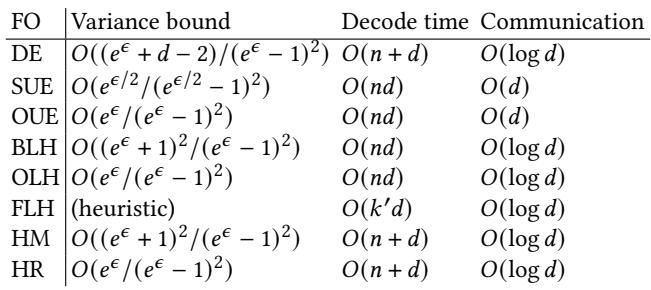 FO Variance bound Decode time Communication
DE O((e^ϵ + d − 2)/(e^ϵ − 1)^2) O(n + d) O(log d)
SUE O(e^{ϵ/2}/(e^{ϵ/2} − 1)^2) O(nd) O(d)
OUE O(e^ϵ/(e^ϵ − 1)^2) O(nd) O(d)
BLH O((e^ϵ + 1)^2/(e^ϵ − 1)^2) O(nd) O(log d)
OLH O(e^ϵ/(e^ϵ − 1)^2) O(nd) O(log d)
FLH (heuristic) O(k′d) O(log d)
HM O((e^ϵ + 1)^2/(e^ϵ − 1)^2) O(n + d) O(log d)
HR O(e^ϵ/(e^ϵ − 1)^2) O(n + d) O(log d)